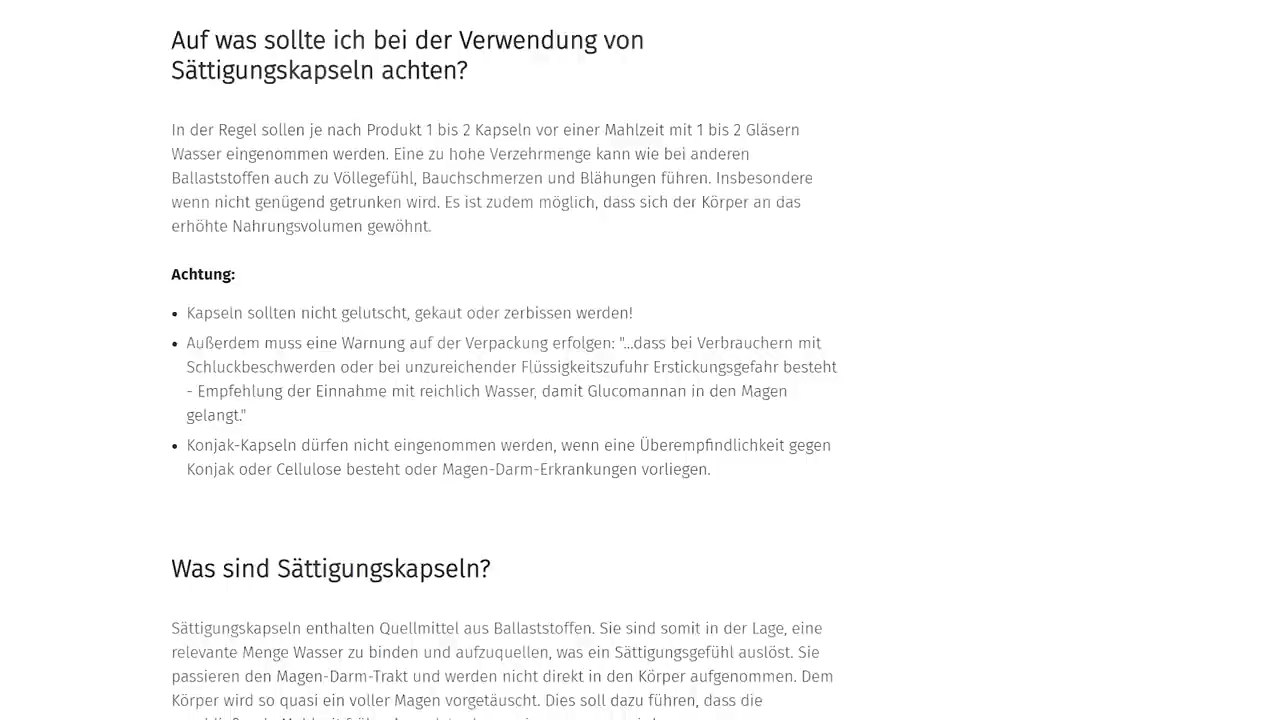 Auf was sollte ich bei der Verwendung von
Sättigungskapseln achten?
In der Regel sollen je nach Produkt 1 bis 2 Kapseln vor einer Mahlzeit mit 1 bis 2 Gläsern
Wasser eingenommen werden. Eine zu hohe Verzehrmenge kann wie bei anderen
Ballaststoffen auch zu Völlegefühl, Bauchschmerzen und Blähungen führen. Insbesondere
wenn nicht genügend getrunken wird. Es ist zudem möglich, dass sich der Körper an das
erhöhte Nahrungsvolumen gewöhnt.
Achtung:
• Kapseln sollten nicht gelutscht, gekaut oder zerbissen werden!
• Außerdem muss eine Warnung auf der Verpackung erfolgen: "...dass bei Verbrauchern mit
Schluckbeschwerden oder bei unzureichender Flüssigkeitszufuhr Erstickungsgefahr besteht
- Empfehlung der Einnahme mit reichlich Wasser, damit Glucomannan in den Magen
gelangt."
• Konjak-Kapseln dürfen nicht eingenommen werden, wenn eine Überempfindlichkeit gegen
Konjak oder Cellulose besteht oder Magen-Darm-Erkrankungen vorliegen.
Was sind Sättigungskapseln?
Sättigungskapseln enthalten Quellmittel aus Ballaststoffen. Sie sind somit in der Lage, eine
relevante Menge Wasser zu binden und aufzuquellen, was ein Sättigungsgefühl auslöst. Sie
passieren den Magen-Darm-Trakt und werden nicht direkt in den Körper aufgenommen. Dem
Körper wird so quasi ein voller Magen vorgetäuscht. Dies soll dazu führen, dass die